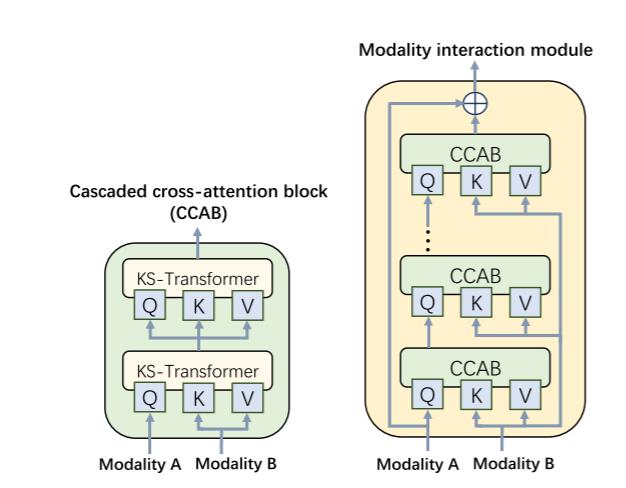 Modality interaction module
CCAB
Q K V
CCAB
Q K V
CCAB
Q K V
Modality A Modality B
Cascaded cross-attention block
(CCAB)
KS-Transformer
Q K V
KS-Transformer
Q K V
Modality A Modality B